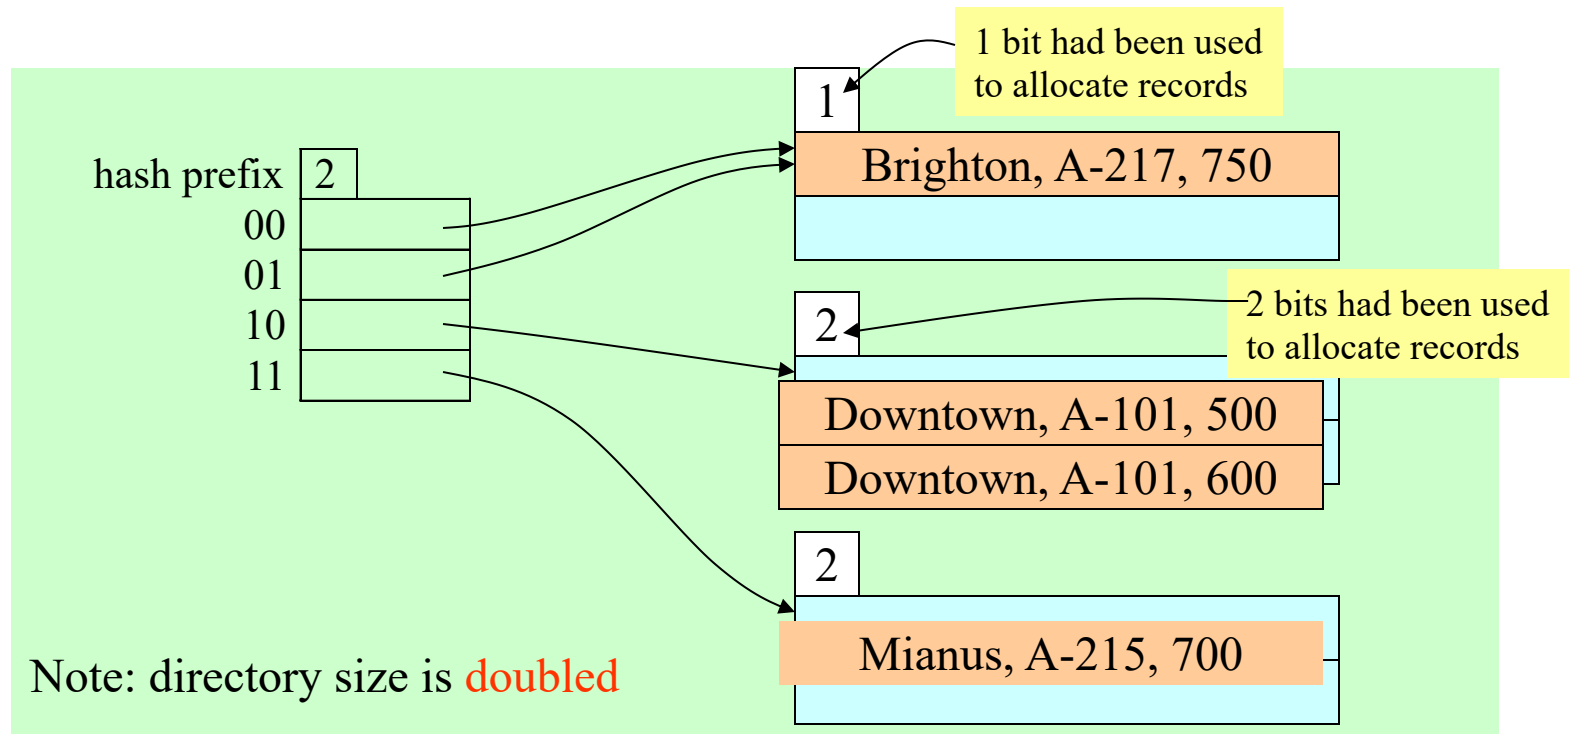 1 bit had been used
to allocate records
1
Brighton, A-217, 750
hash prefix 2
00
01
10
11
2 bits had been used
to allocate records
2
Downtown, A-101, 500
Downtown, A-101, 600
2
Mianus, A-215, 700
Note: directory size is doubled